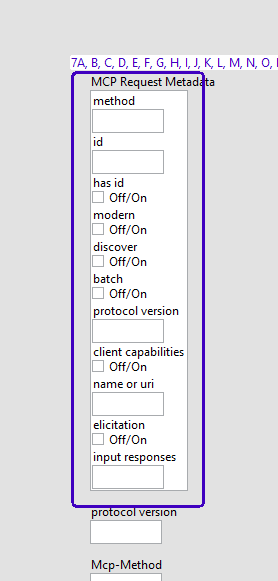 7A, B, C, D, E, F, G, H, I, J, K, L, M, N, O,
MCP Request Metadata
method
id
has id
Off/On
modern
Off/On
discover
Off/On
batch
Off/On
protocol version
client capabilities
Off/On
name or uri
elicitation
Off/On
input responses
protocol version
Mcp-Method